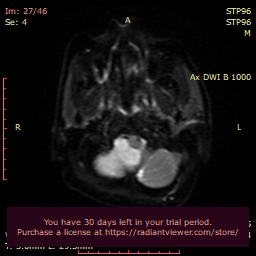 Im: 27/46
Se: 4
A
STP96
STP96
M
Ax DWI B 1000
R
L
You have 30 days left in your trial period.
Purchase a license at https://radiantviewer.com/store/